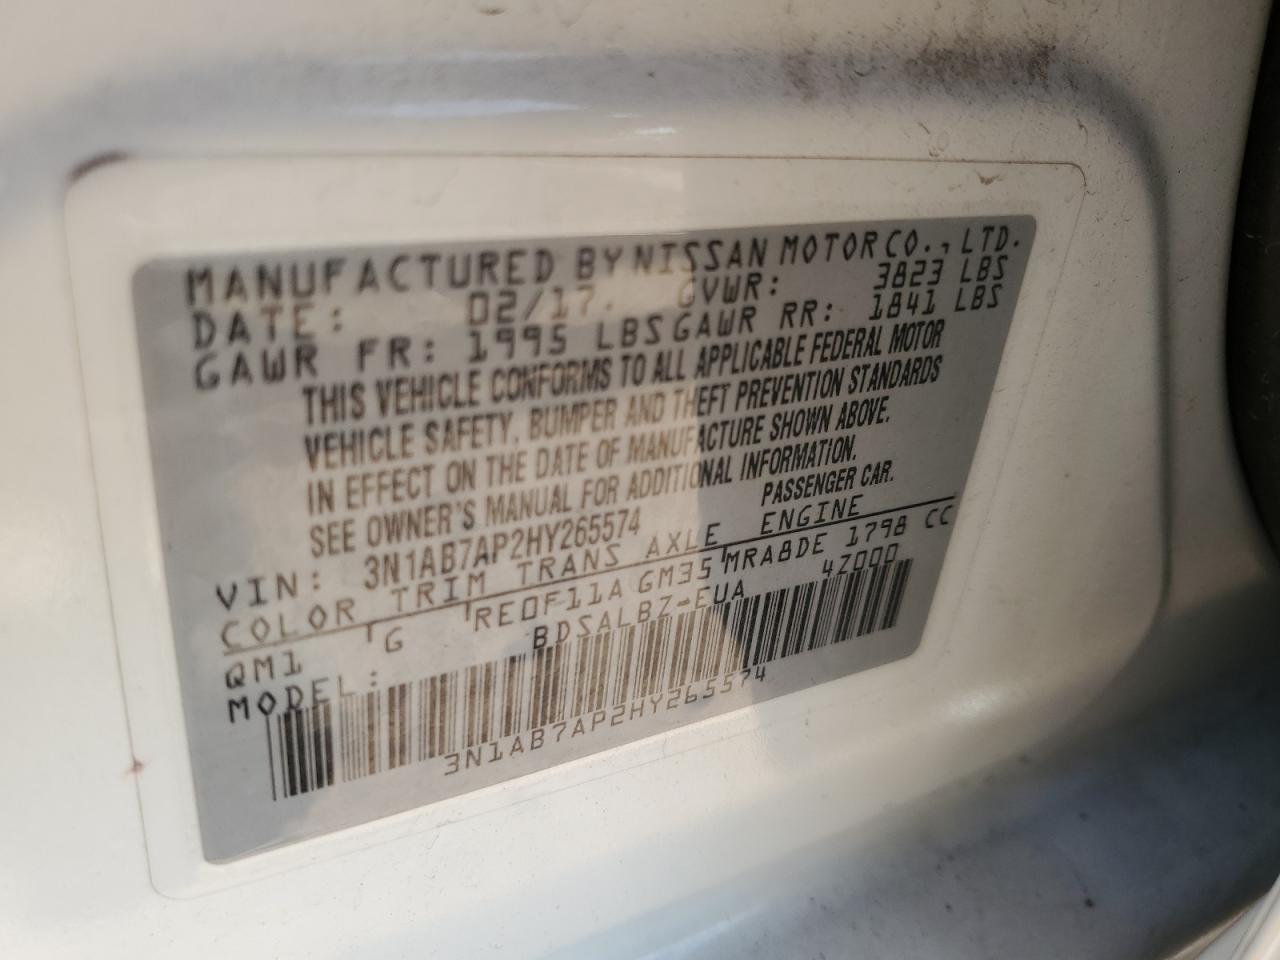 MANUFACTURED BY NISSAN MOTOR CO., LTD.
DATE: 02/17. GVWR: 3823 LBS
GAWR FR: 1995 LBS GAWR RR: 1841 LBS
THIS VEHICLE CONFORMS TO ALL APPLICABLE FEDERAL MOTOR
VEHICLE SAFETY, BUMPER AND THEFT PREVENTION STANDARDS
IN EFFECT ON THE DATE OF MANUFACTURE SHOWN ABOVE.
SEE OWNER'S MANUAL FOR ADDITIONAL INFORMATION.
PASSENGER CAR.
VIN: 3N1AB7AP2HY265574
COLOR TRIM TRANS AXLE ENGINE
QM1 G RE0F11A GM35 MRA8DE 1798 CC
MODEL: BDSALBZ-EUA 4Z000
3N1AB7AP2HY265574